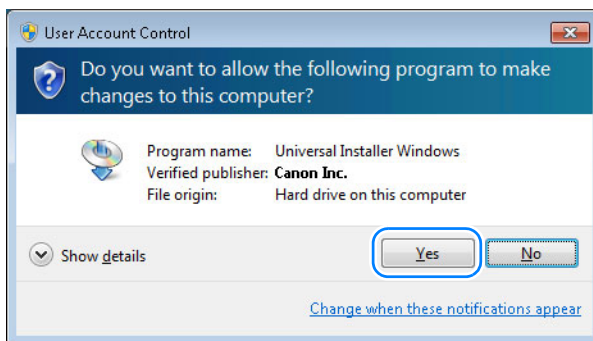 User Account Control
Do you want to allow the following program to make
changes to this computer?
Program name: Universal Installer Windows
Verified publisher: Canon Inc.
File origin: Hard drive on this computer
Show details
Yes
No
Change when these notifications appear